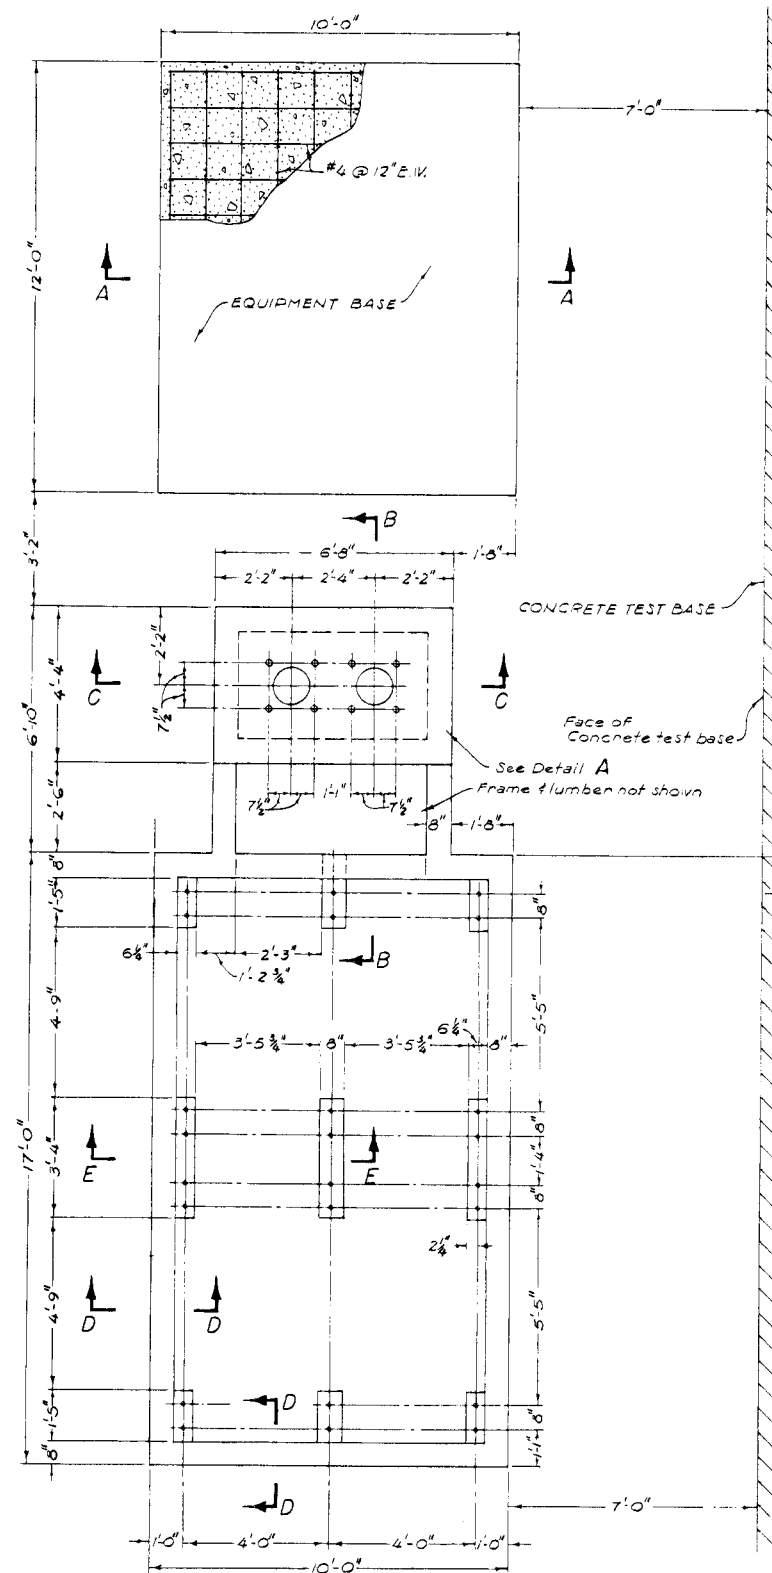 10'-0"
7'-0"
#4 @ 12" E.W.
12'-0"
A
A
EQUIPMENT BASE
B
3'-2"
6'-8"
1'-8"
2'-2"
2'-4"
2'-2"
CONCRETE TEST BASE
2'-2"
4'-4"
C
C
7½"
6'-10"
Face of
Concrete test base
See Detail A
Frame & lumber not shown
2'-6"
1'-1"
7½"
7½"
8"
1'-8"
8"
1'-5"
8"
6¼"
2'-3"
B
1'-2¾"
4'-9"
5'-5"
6¼"
3'-5¾"
8"
3'-5¾"
8"
17'-0"
3'-4"
E
E
8"
1'-4"
8"
2¼"
4'-9"
D
D
5'-5"
1'-5"
D
8"
8"
1'-1"
D
7'-0"
1'-0"
4'-0"
4'-0"
1'-0"
10'-0"